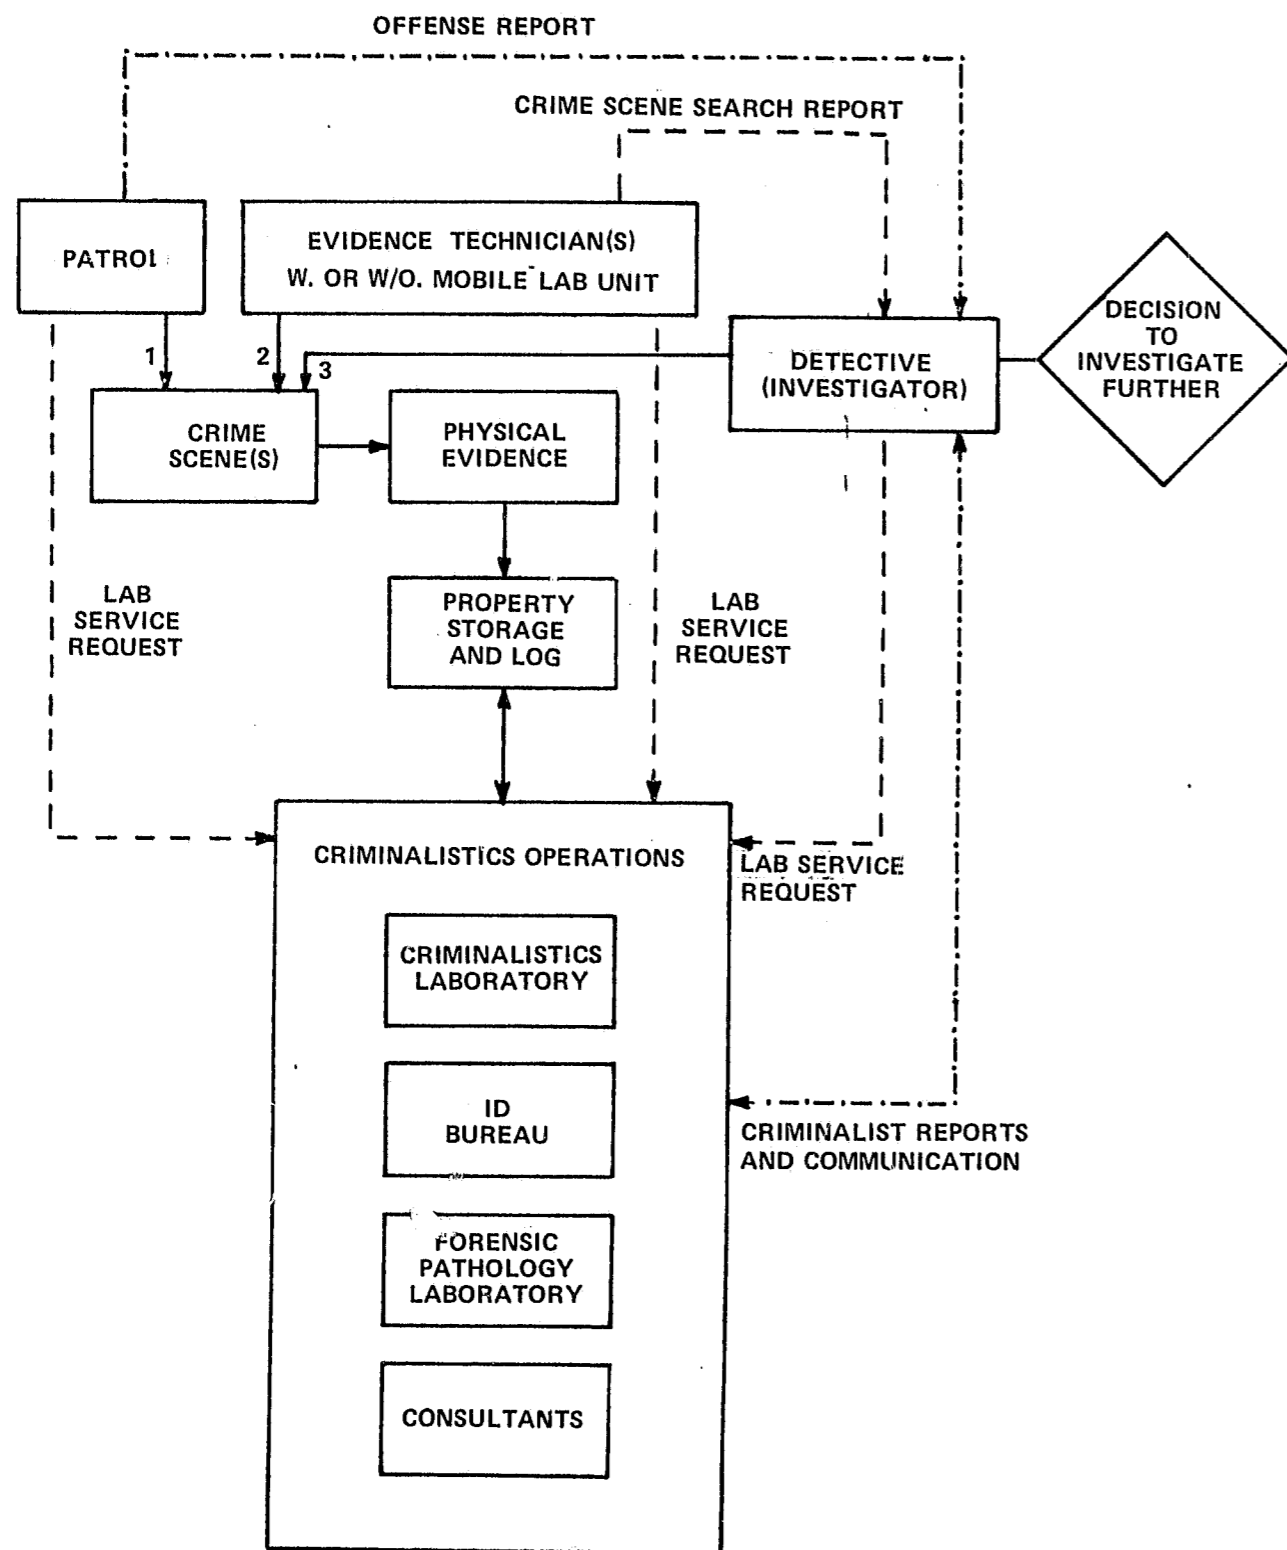 OFFENSE REPORT
CRIME SCENE SEARCH REPORT
PATROL
EVIDENCE TECHNICIAN(S)
W. OR W/O. MOBILE LAB UNIT
DECISION
TO
INVESTIGATE
FURTHER
1
2
3
DETECTIVE
(INVESTIGATOR)
CRIME
SCENE(S)
PHYSICAL
EVIDENCE
LAB
SERVICE
REQUEST
PROPERTY
STORAGE
AND LOG
LAB
SERVICE
REQUEST
CRIMINALISTICS OPERATIONS
LAB SERVICE
REQUEST
CRIMINALISTICS
LABORATORY
ID
BUREAU
CRIMINALIST REPORTS
AND COMMUNICATION
FORENSIC
PATHOLOGY
LABORATORY
CONSULTANTS